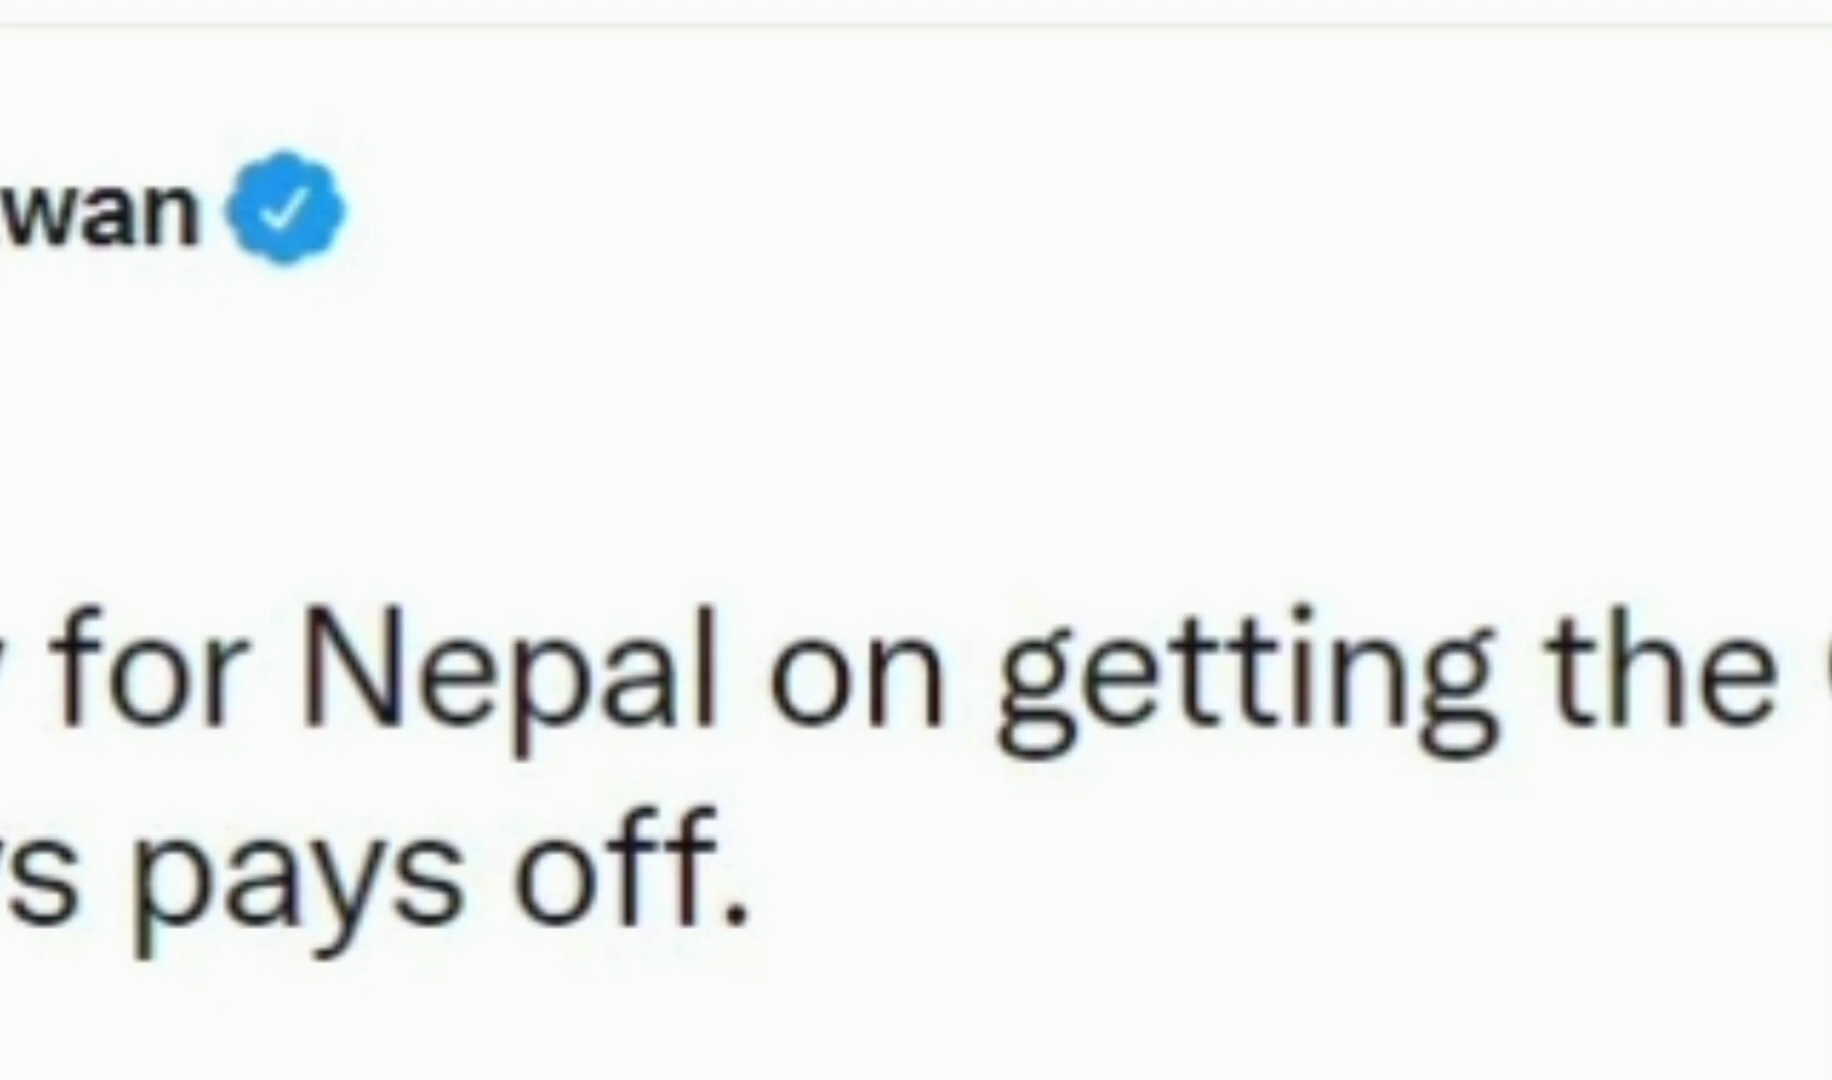 wan
for Nepal on getting the
pays off.